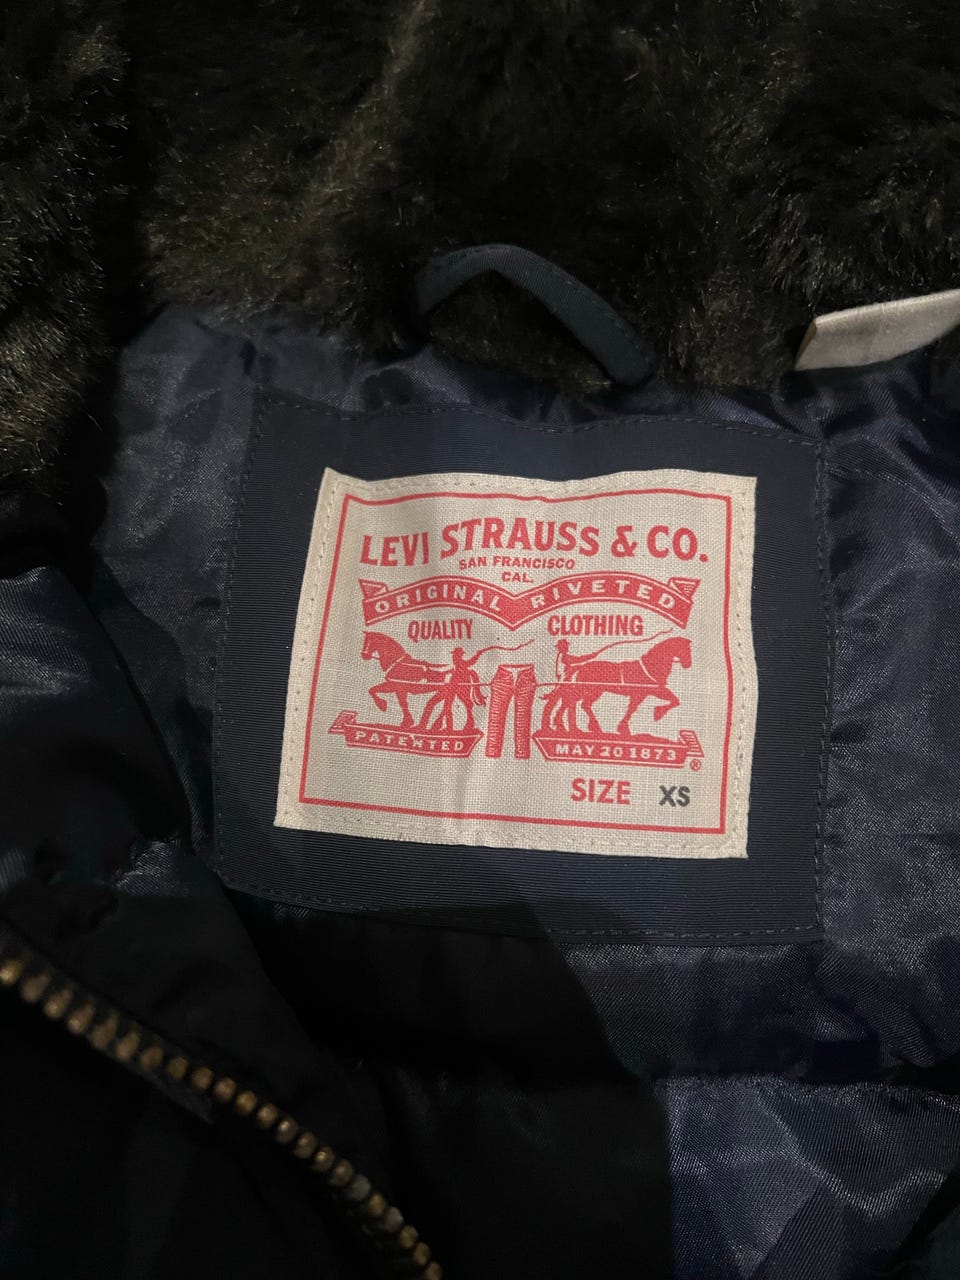 LEVI STRAUSS & CO.
SAN FRANCISCO
CAL.
ORIGINAL RIVETED
QUALITY CLOTHING
PATENTED MAY 20 1873
®
SIZE XS